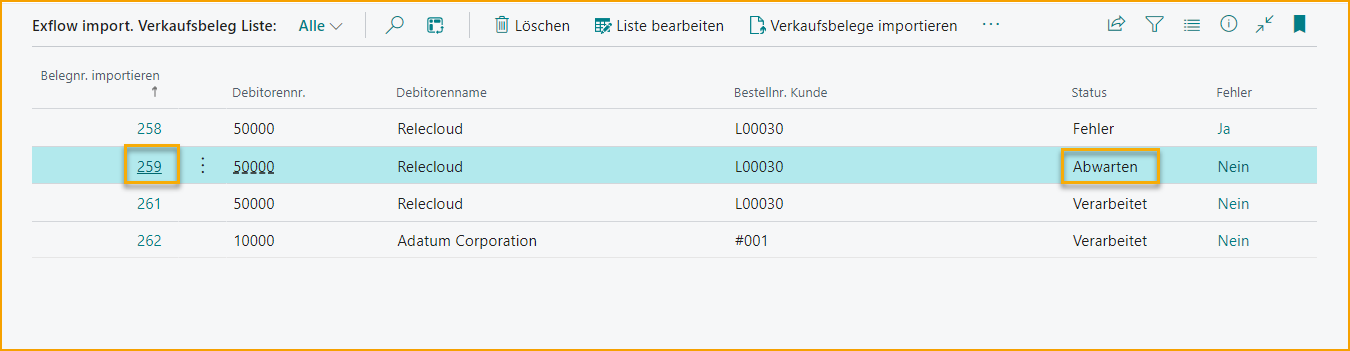 Exflow import. Verkaufsbeleg Liste: Alle Löschen Liste bearbeiten Verkaufsbelege importieren ...
Belegnr. importieren ↑ Debitorennr. Debitorenname Bestellnr. Kunde Status Fehler
258 50000 Relecloud L00030 Fehler Ja
259 50000 Relecloud L00030 Abwarten Nein
261 50000 Relecloud L00030 Verarbeitet Nein
262 10000 Adatum Corporation #001 Verarbeitet Nein